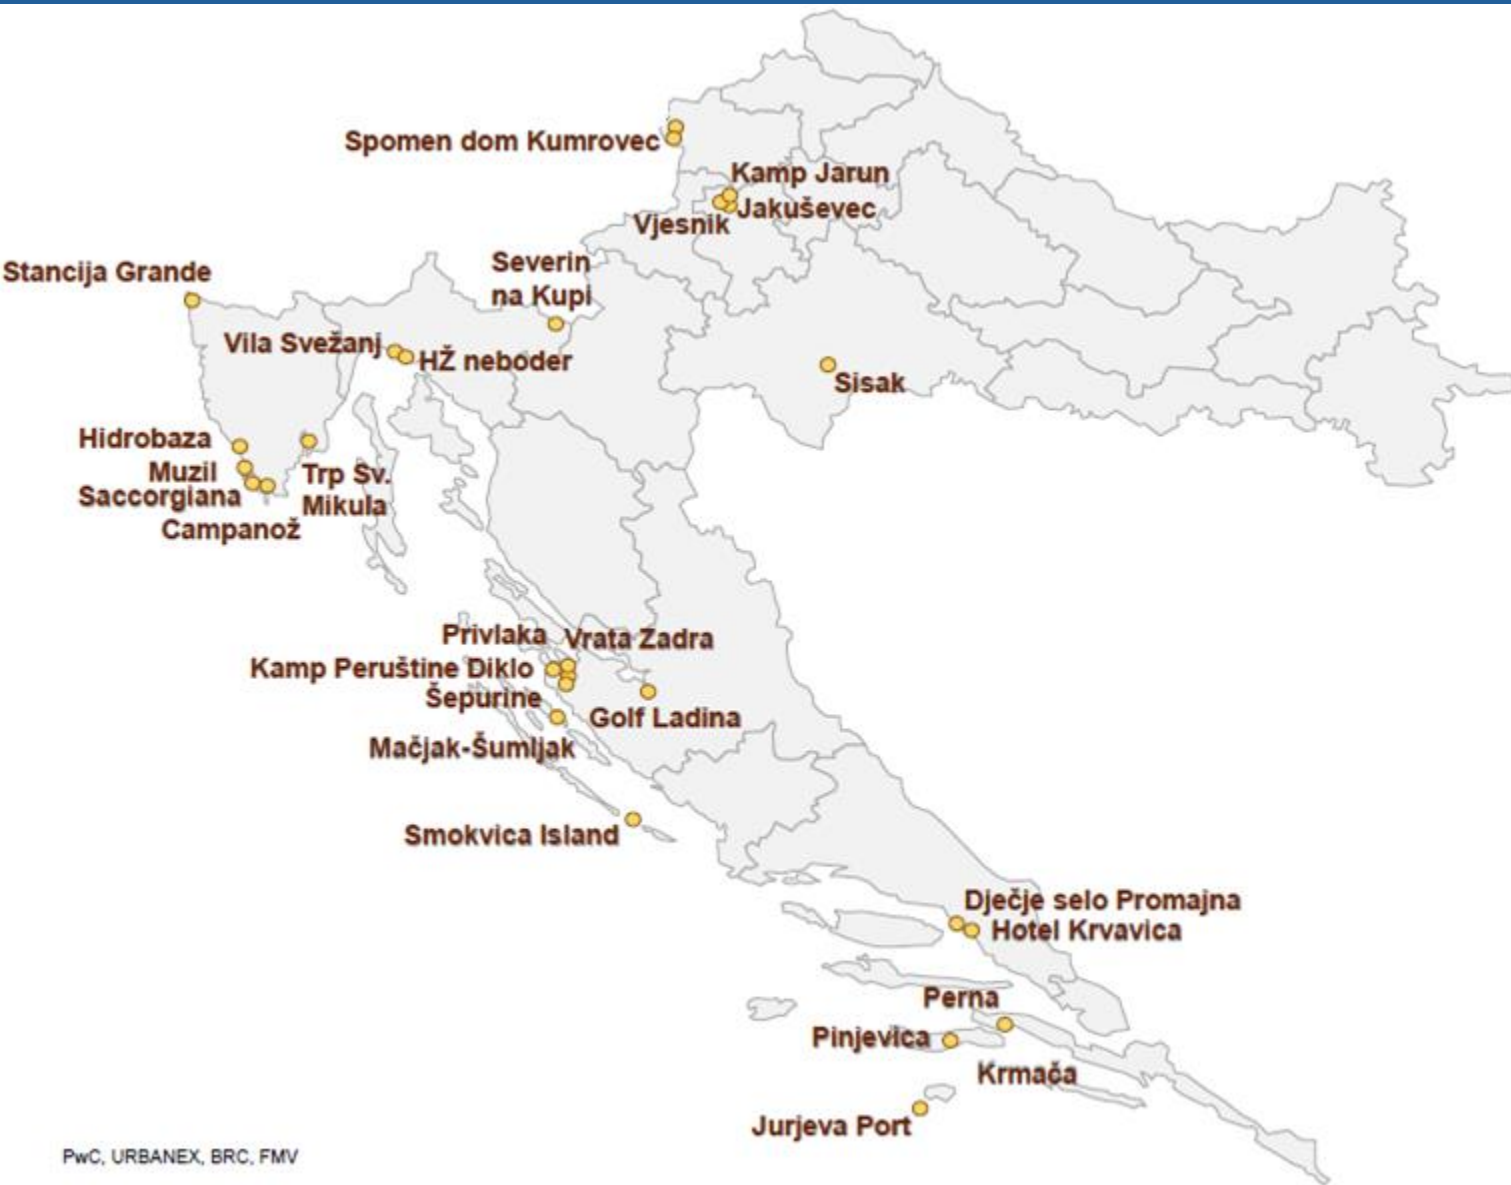 Spomen dom Kumrovec
Kamp Jarun
Jakuševec
Vjesnik
Severin
na Kupi
Stancija Grande
Vila Svežanj
HŽ neboder
Sisak
Hidrobaza
Muzil
Saccorgiana
Campanož
Trp Sv.
Mikula
Privlaka
Vrata Zadra
Kamp Peruštine Diklo
Šepurine
Golf Ladina
Mačjak-Šumljak
Smokvica Island
Dječje selo Promajna
Hotel Krvavica
Perna
Pinjevica
Krmača
Jurjeva Port
PwC, URBANEX, BRC, FMV